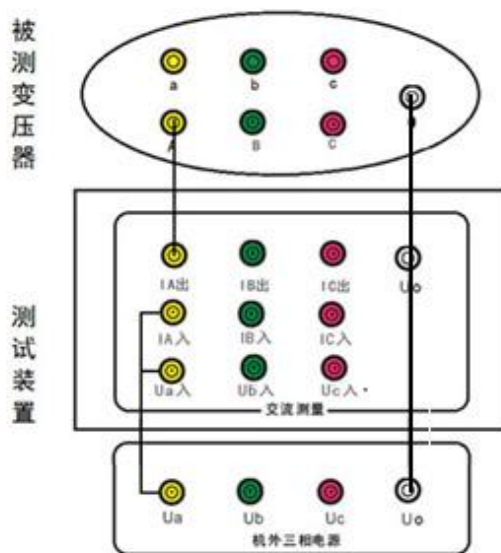 被测变压器
a b c
A B C
测试装置
IA出 IB出 IC出 Uo
IA入 IB入 IC入
Ua入 Ub入 Uc入
交流测量
Ua Ub Uc Uo
机外三相电源